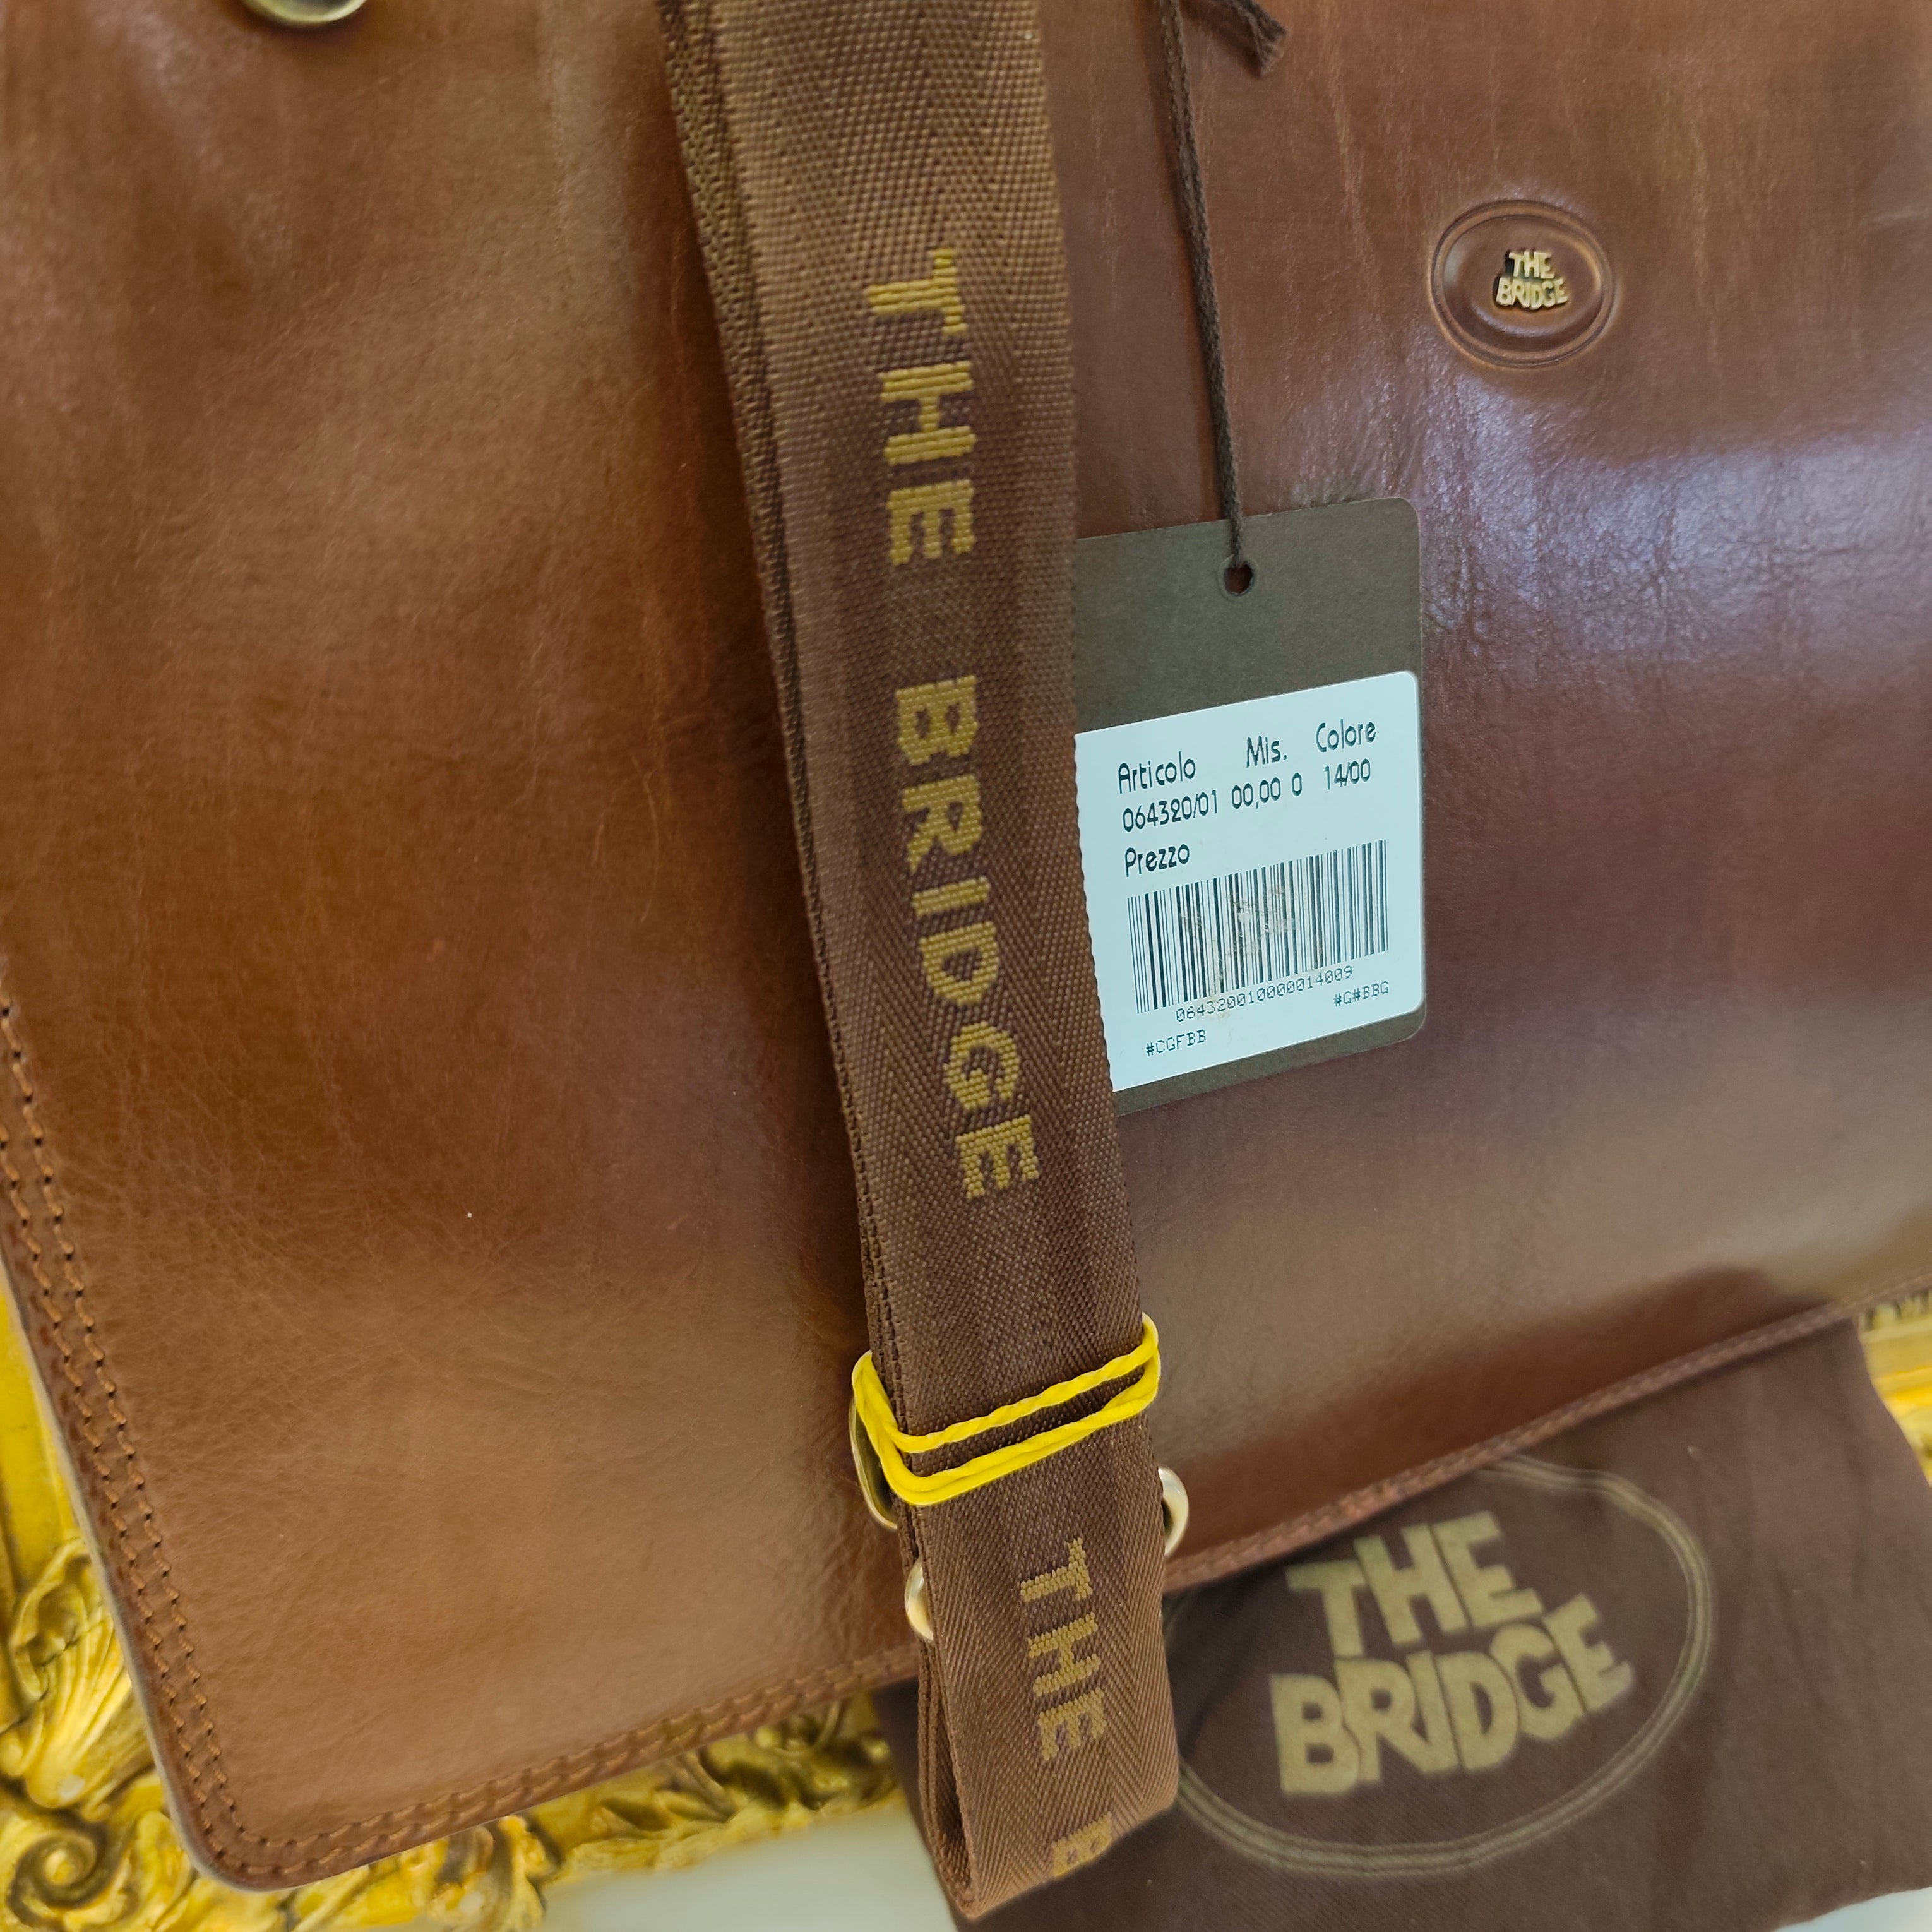 THE BRIDGE
THE B
THE
BRIDGE
Articolo Mis. Colore
064320/01 00,00 0 14/00
Prezzo
064320010000014009
#CGFBB #G#BBG
THE
BRIDGE